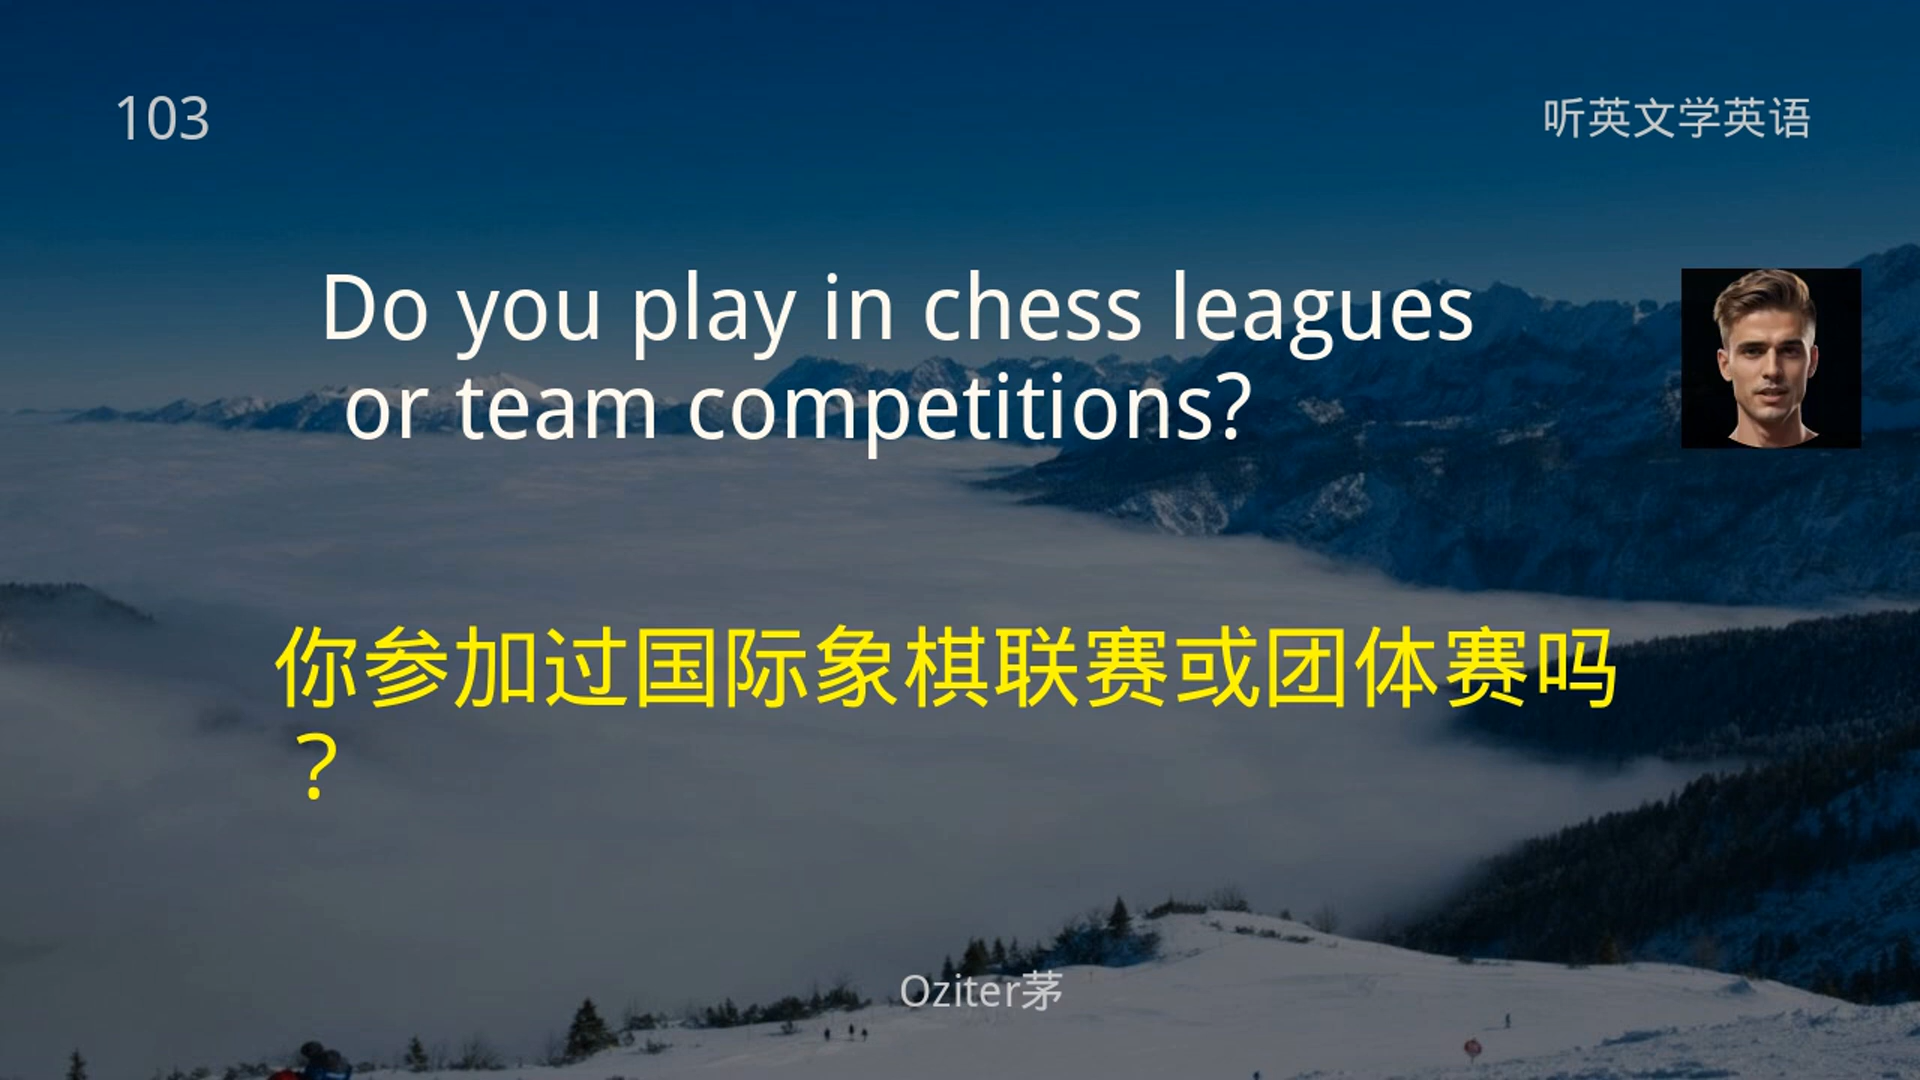 103
听英文学英语
Do you play in chess leagues
or team competitions?
你参加过国际象棋联赛或团体赛吗
？
Oziter茅